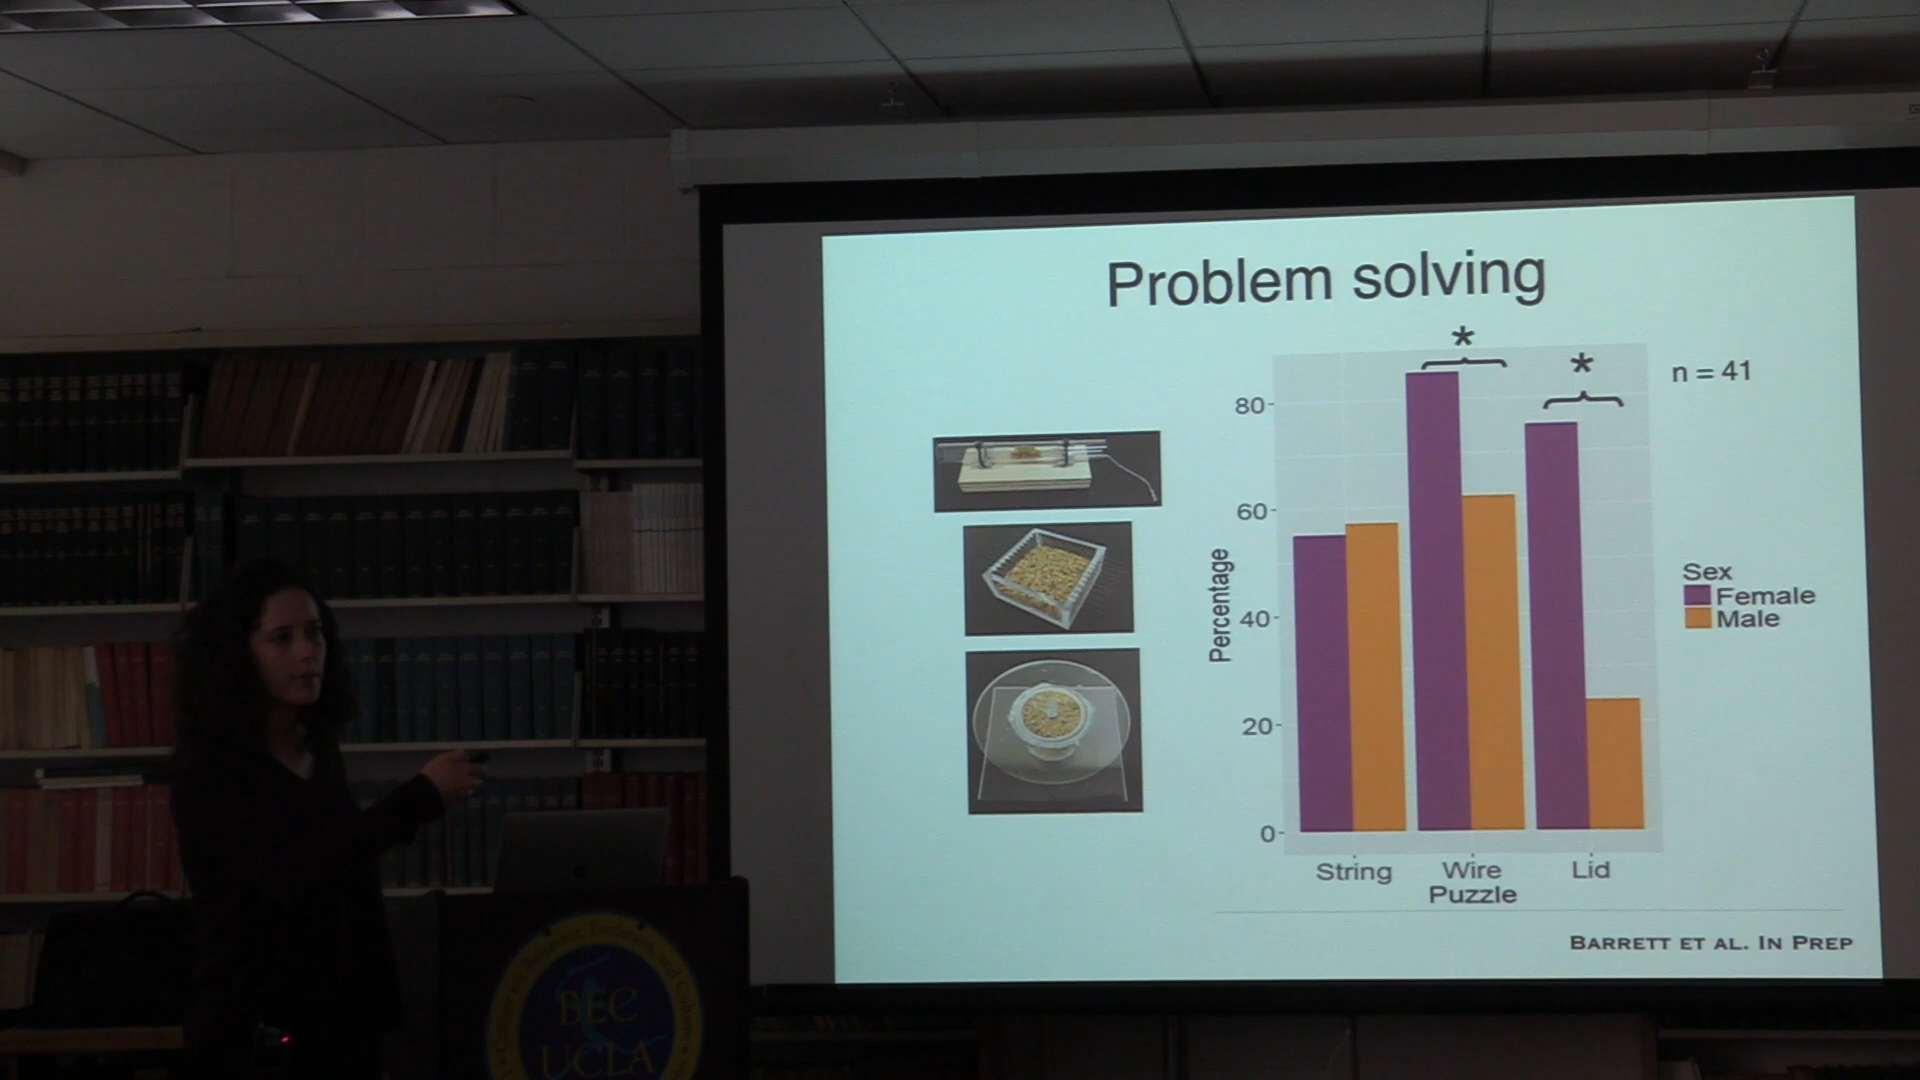 Problem solving
*
*
n = 41
80
60
40
20
0
Percentage
Sex
Female
Male
String
Wire
Lid
Puzzle
BARRETT ET AL. IN PREP
BEC
UCLA